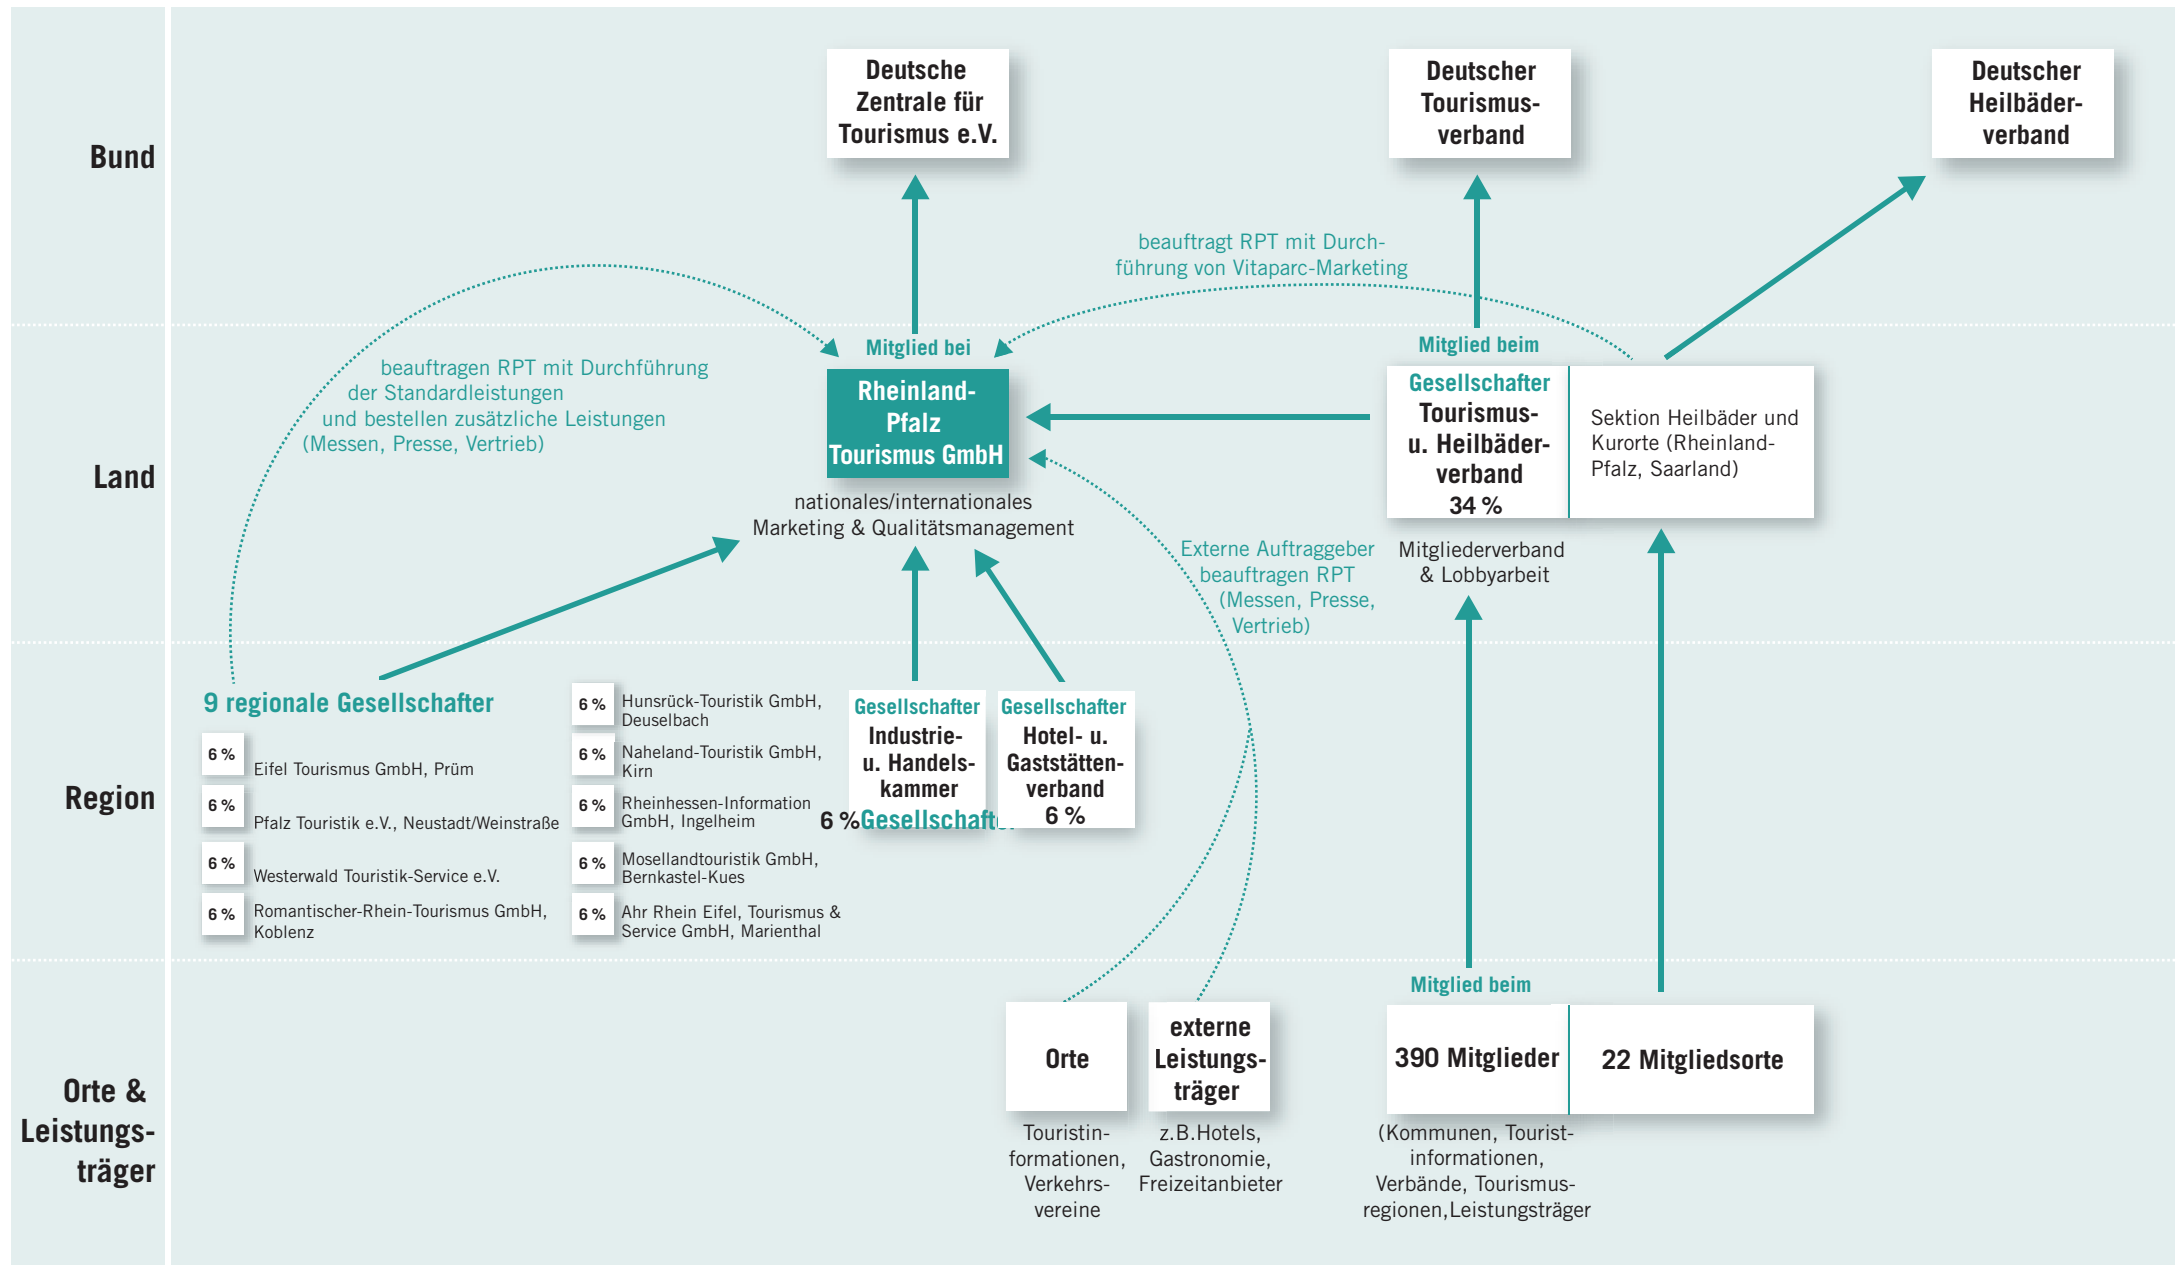 Bund
Deutsche
Zentrale für
Tourismus e.V.
Deutscher
Tourismus-
verband
Deutscher
Heilbäder-
verband
beauftragt RPT mit Durch-
führung von Vitaparc-Marketing
Land
beauftragen RPT mit Durchführung
der Standardleistungen
und bestellen zusätzliche Leistungen
(Messen, Presse, Vertrieb)
Mitglied bei
Rheinland-
Pfalz
Tourismus GmbH
nationales/internationales
Marketing & Qualitätsmanagement
Mitglied beim
Gesellschafter
Tourismus-
u. Heilbäder-
verband
34 %
Sektion Heilbäder und
Kurorte (Rheinland-
Pfalz, Saarland)
Mitgliederverband
& Lobbyarbeit
Externe Auftraggeber
beauftragen RPT
(Messen, Presse,
Vertrieb)
Region
9 regionale Gesellschafter
6 %
Eifel Tourismus GmbH, Prüm
6 %
Pfalz Touristik e.V., Neustadt/Weinstraße
6 %
Westerwald Touristik-Service e.V.
6 %
Romantischer-Rhein-Tourismus GmbH,
Koblenz
6 %
Hunsrück-Touristik GmbH,
Deuselbach
6 %
Naheland-Touristik GmbH,
Kirn
6 %
Rheinhessen-Information
GmbH, Ingelheim
6 %
Mosellandtouristik GmbH,
Bernkastel-Kues
6 %
Ahr Rhein Eifel, Tourismus &
Service GmbH, Marienthal
Gesellschafter
Industrie-
u. Handels-
kammer
6 % Gesellschafter
Gesellschafter
Hotel- u.
Gaststätten-
verband
6 %
Orte &
Leistungs-
träger
Orte
Touristin-
formationen,
Verkehrs-
vereine
externe
Leistungs-
träger
z.B.Hotels,
Gastronomie,
Freizeitanbieter
Mitglied beim
390 Mitglieder
22 Mitgliedsorte
(Kommunen, Tourist-
informationen,
Verbände, Tourismus-
regionen,Leistungsträger